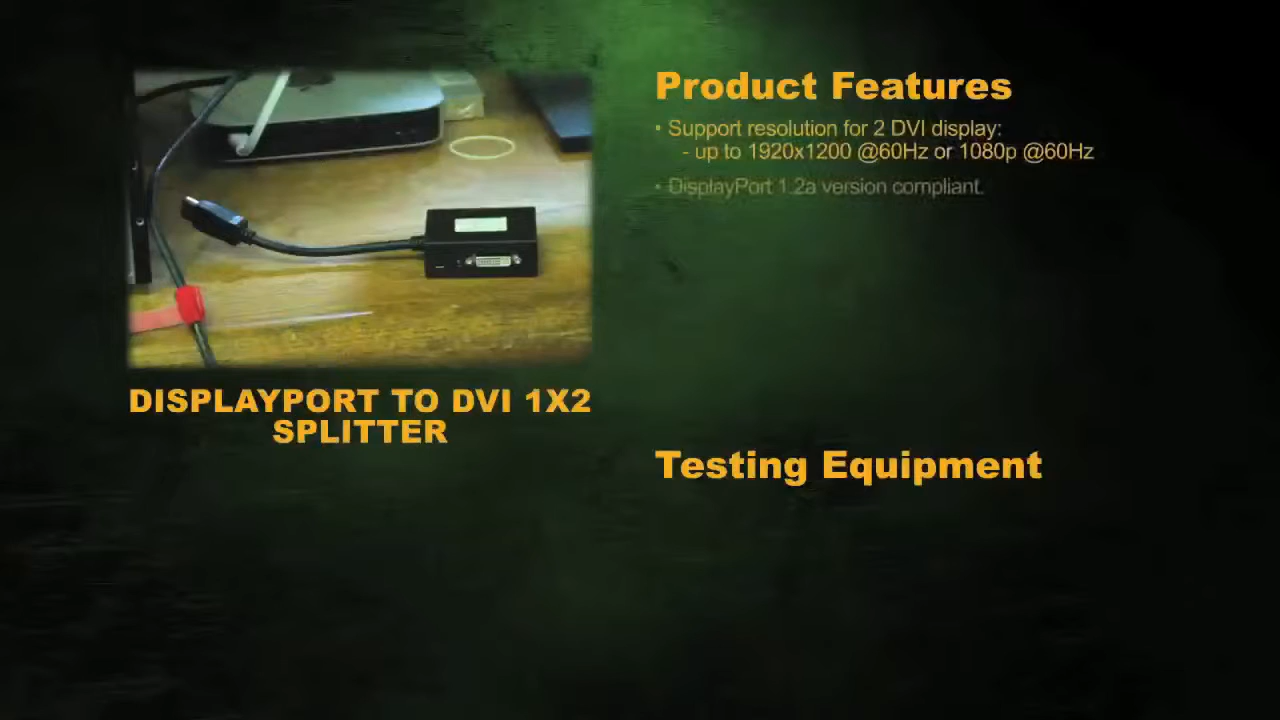 Product Features
• Support resolution for 2 DVI display:
- up to 1920x1200 @60Hz or 1080p @60Hz
• DisplayPort 1.2a version compliant.
DISPLAYPORT TO DVI 1X2
SPLITTER
Testing Equipment